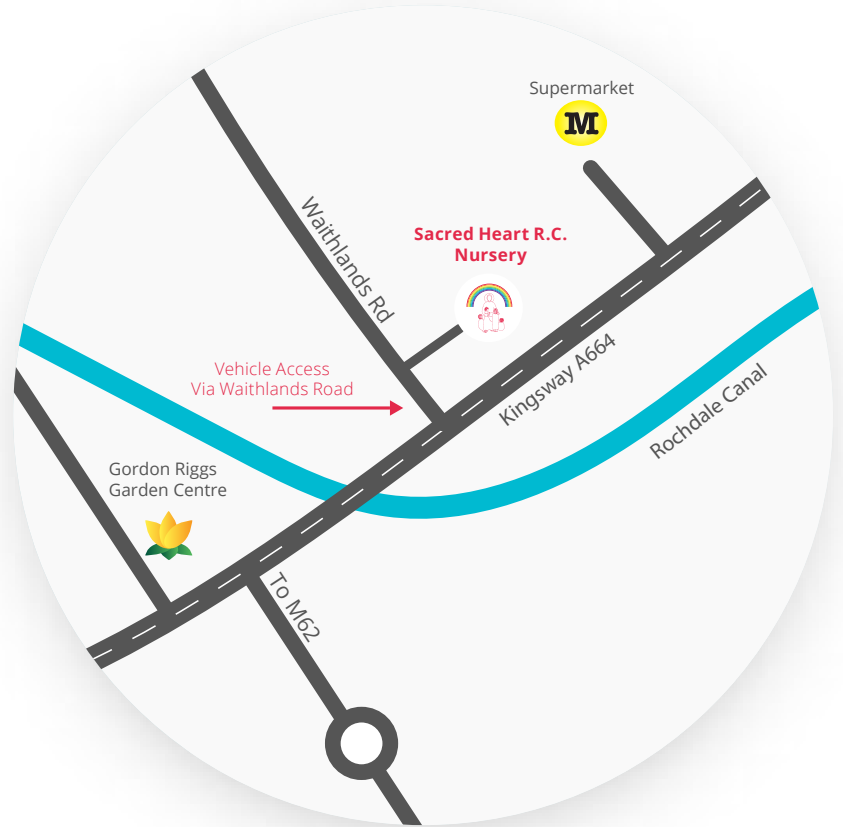 Supermarket
M
Waithlands Rd
Sacred Heart R.C.
Nursery
Vehicle Access
Via Waithlands Road
Kingsway A664
Rochdale Canal
Gordon Riggs
Garden Centre
To M62